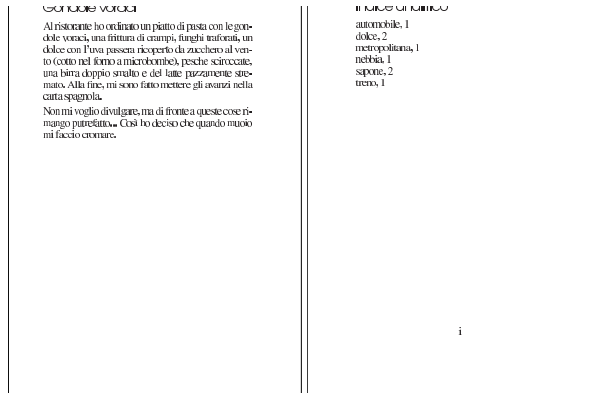 Gondole voraci
Al ristorante ho ordinato un piatto di pasta con le gon-
dole voraci, una frittura di crampi, funghi traforati, un
dolce con l'uva passera ricoperto da zucchero al ven-
to (cotto nel forno a microbombe), pesche sciroccate,
una birra doppio smalto e del latte pazzamente stre-
mato. Alla fine, mi sono fatto mettere gli avanzi nella
carta spagnola.
Non mi voglio divulgare, ma di fronte a queste cose ri-
mango putrefatto... Così ho deciso che quando muoio
mi faccio cromare.
Indice analitico
automobile, 1
dolce, 2
metropolitana, 1
nebbia, 1
sapone, 2
treno, 1
i